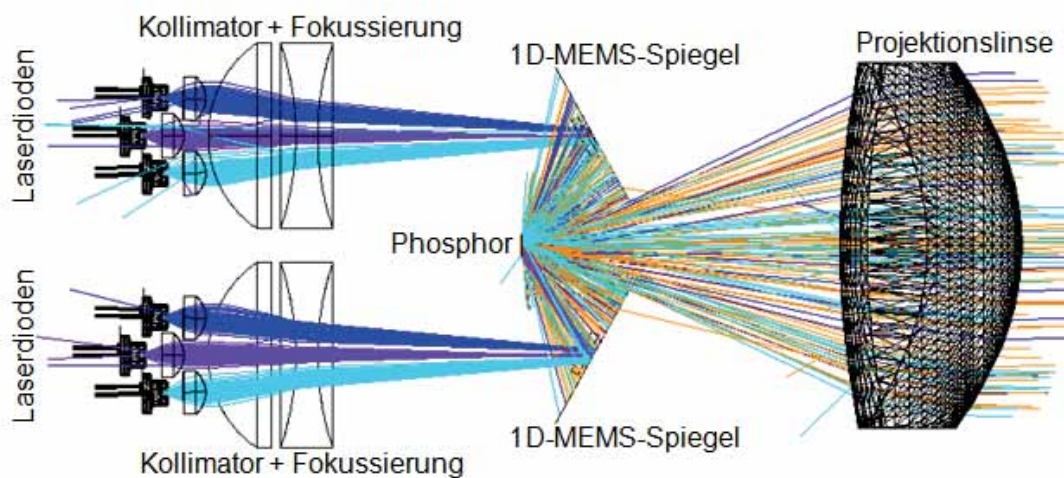 Kollimator + Fokussierung
1D-MEMS-Spiegel
Projektionslinse
Laserdioden
Phosphor
Laserdioden
1D-MEMS-Spiegel
Kollimator + Fokussierung